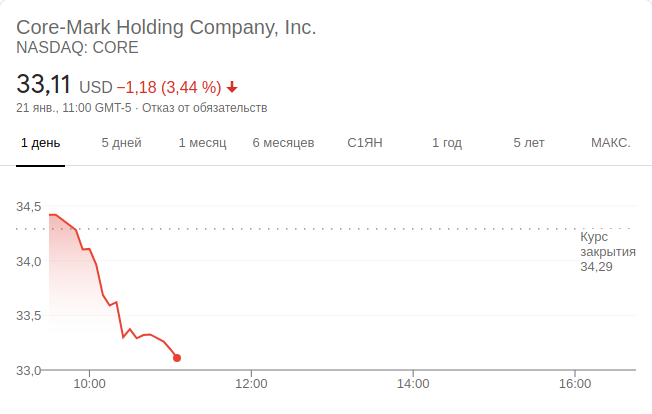 Core-Mark Holding Company, Inc.
NASDAQ: CORE
33,11 USD −1,18 (3,44 %)
21 янв., 11:00 GMT-5 · Отказ от обязательств
1 день 5 дней 1 месяц 6 месяцев С1ЯН 1 год 5 лет МАКС.
34,5
34,0
33,5
33,0
Курс
закрытия
34,29
10:00 12:00 14:00 16:00